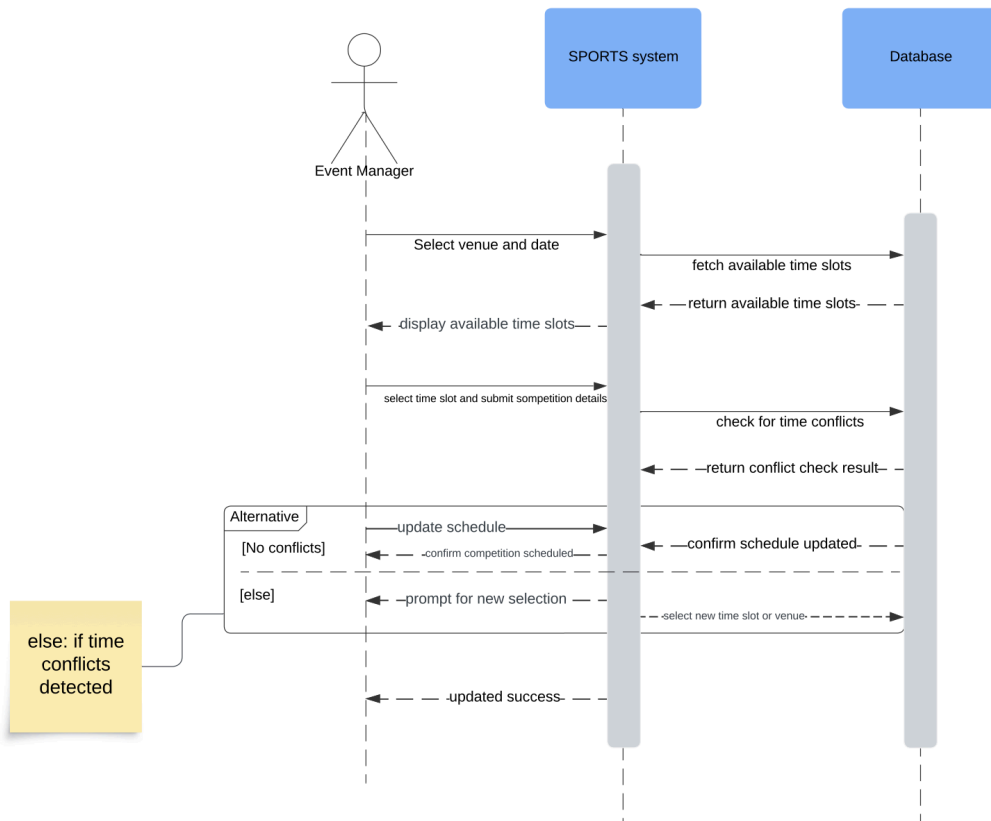 SPORTS system
Database
Event Manager
Select venue and date
fetch available time slots
return available time slots
display available time slots
select time slot and submit sompetition details
check for time conflicts
return conflict check result
Alternative
update schedule
[No conflicts]
confirm schedule updated
confirm competition scheduled
[else]
prompt for new selection
select new time slot or venue
else: if time
conflicts
detected
updated success